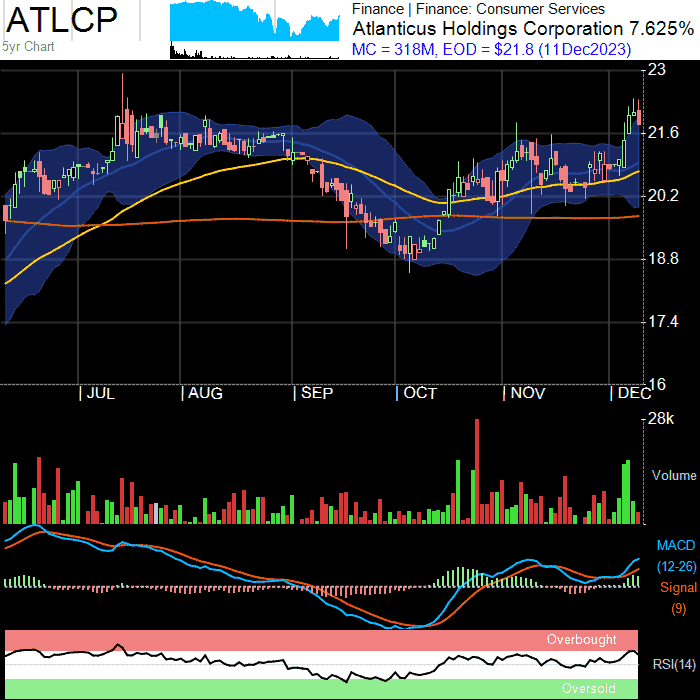 ATLCP
5yr Chart
Finance | Finance: Consumer Services
Atlanticus Holdings Corporation 7.625%
MC = 318M, EOD = $21.8 (11Dec2023)
23
21.6
20.2
18.8
17.4
16
JUL
AUG
SEP
OCT
NOV
DEC
28k
Volume
MACD
(12-26)
Signal
(9)
Overbought
RSI(14)
Oversold